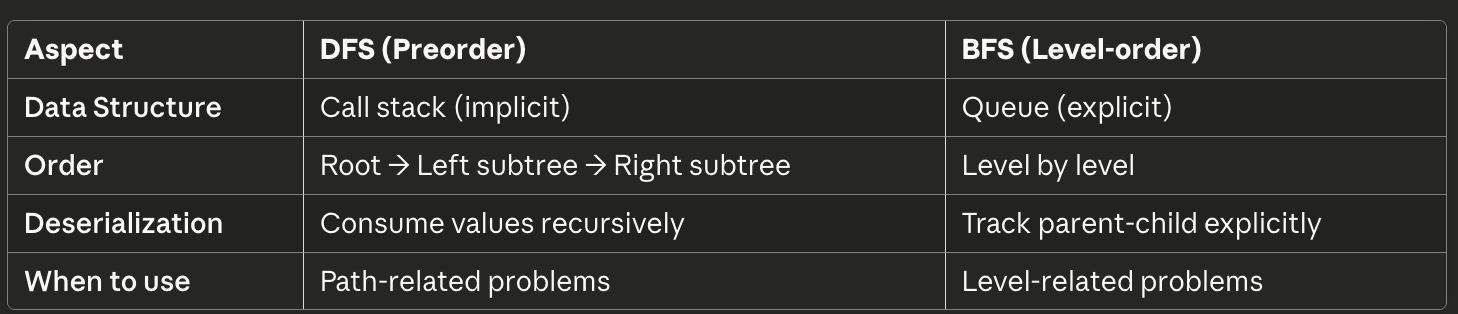 Aspect DFS (Preorder) BFS (Level-order)
Data Structure Call stack (implicit) Queue (explicit)
Order Root → Left subtree → Right subtree Level by level
Deserialization Consume values recursively Track parent-child explicitly
When to use Path-related problems Level-related problems